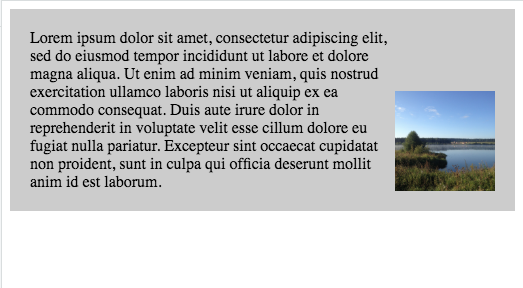 Lorem ipsum dolor sit amet, consectetur adipiscing elit,
sed do eiusmod tempor incididunt ut labore et dolore
magna aliqua. Ut enim ad minim veniam, quis nostrud
exercitation ullamco laboris nisi ut aliquip ex ea
commodo consequat. Duis aute irure dolor in
reprehenderit in voluptate velit esse cillum dolore eu
fugiat nulla pariatur. Excepteur sint occaecat cupidatat
non proident, sunt in culpa qui officia deserunt mollit
anim id est laborum.